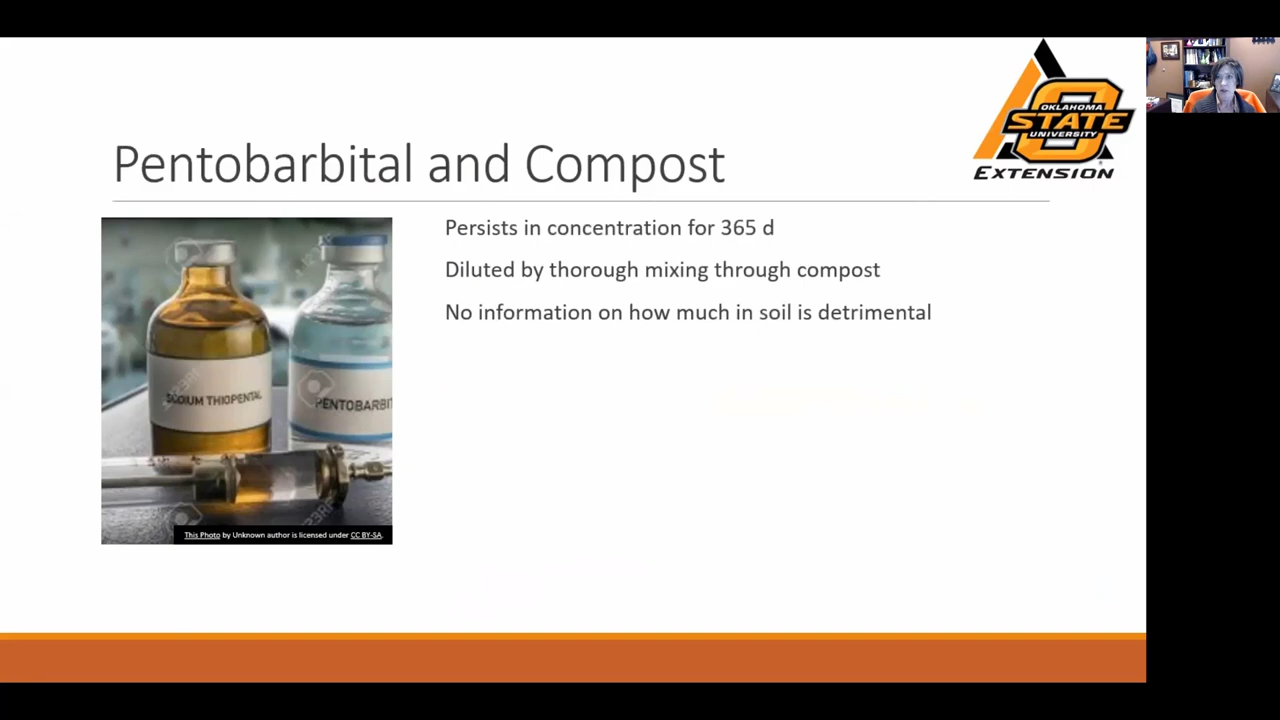 OKLAHOMA
STATE
UNIVERSITY
EXTENSION
Pentobarbital and Compost
Persists in concentration for 365 d
Diluted by thorough mixing through compost
No information on how much in soil is detrimental
SODIUM THIOPENTAL
PENTOBARBIT
This Photo by Unknown author is licensed under CC BY-SA.